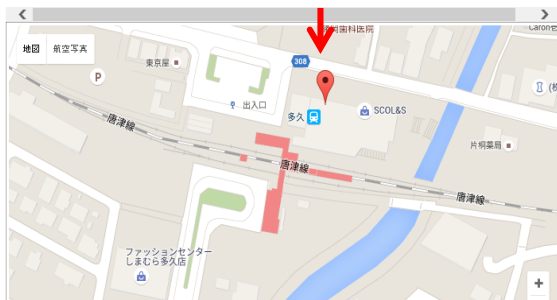 岡歯科医院
Caron
地図
航空写真
308
東京屋
P
出入口
多久
SCOL&S
唐津線
片桐薬局
唐津線
唐津線
ファッションセンター
しまむら多久店
+